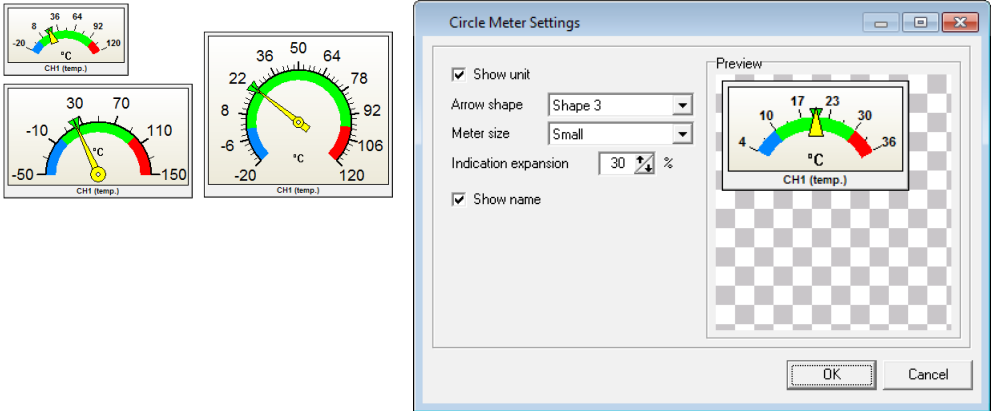 36 64
8 92
-20 120
°C
CH1 (temp.)
30 70
-10 110
°C
-50 150
CH1 (temp.)
50
36 64
22 78
8 92
-6 106
°C
-20 120
CH1 (temp.)
Circle Meter Settings
Show unit
Arrow shape Shape 3
Meter size Small
Indication expansion 30 %
Show name
Preview
17 23
10 30
4 36
°C
CH1 (temp.)
OK Cancel